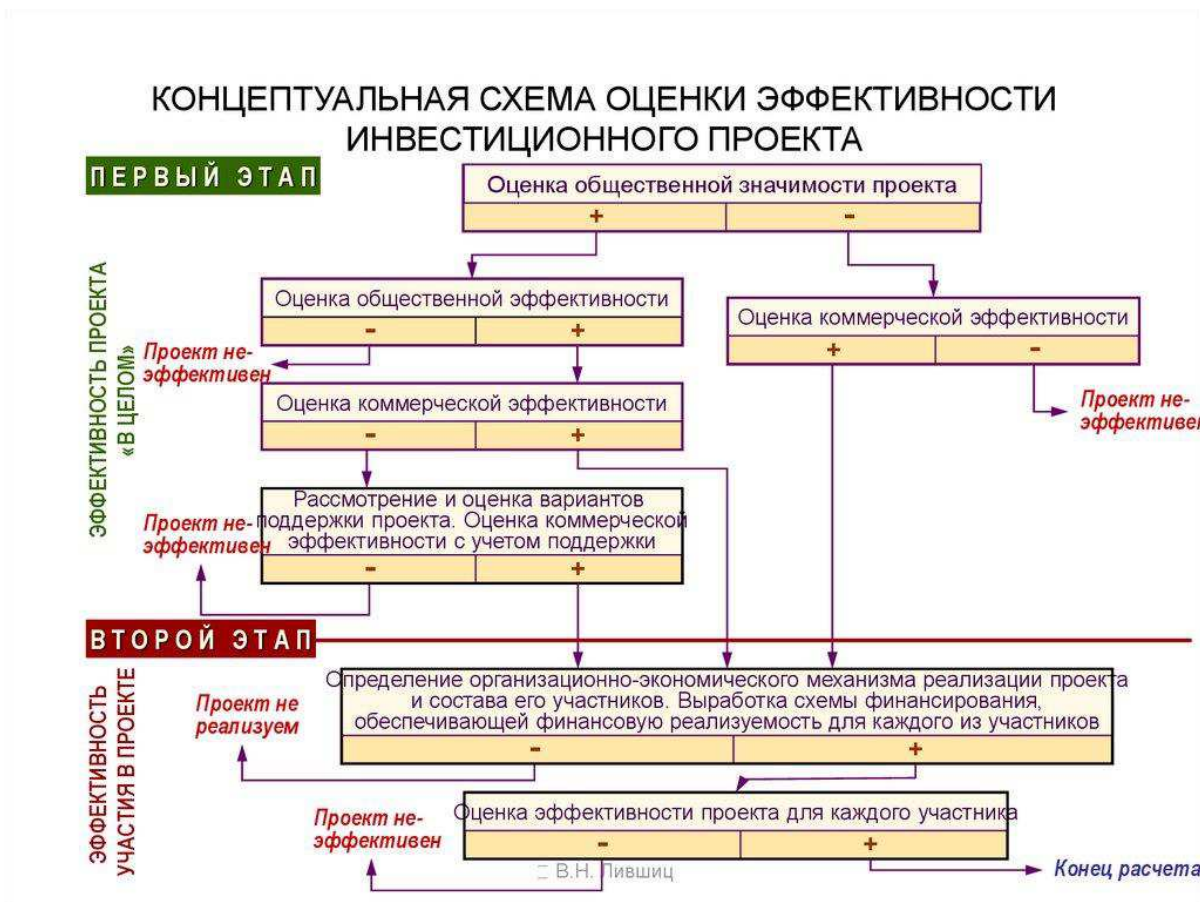 КОНЦЕПТУАЛЬНАЯ СХЕМА ОЦЕНКИ ЭФФЕКТИВНОСТИ
ИНВЕСТИЦИОННОГО ПРОЕКТА
ПЕРВЫЙ ЭТАП
Оценка общественной значимости проекта
+ -
ЭФФЕКТИВНОСТЬ ПРОЕКТА
«В ЦЕЛОМ»
Оценка общественной эффективности
- +
Оценка коммерческой эффективности
+ -
Проект не-
эффективен
Проект не-
эффективен
Оценка коммерческой эффективности
- +
Рассмотрение и оценка вариантов
поддержки проекта. Оценка коммерческой
эффективности с учетом поддержки
- +
Проект не-
эффективен
ВТОРОЙ ЭТАП
ЭФФЕКТИВНОСТЬ
УЧАСТИЯ В ПРОЕКТЕ
Определение организационно-экономического механизма реализации проекта
и состава его участников. Выработка схемы финансирования,
обеспечивающей финансовую реализуемость для каждого из участников
- +
Проект не
реализуем
Оценка эффективности проекта для каждого участника
- +
Проект не-
эффективен
Конец расчета
В.Н. Лившиц